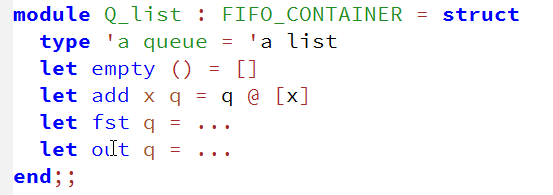 module Q_list : FIFO_CONTAINER = struct
type 'a queue = 'a list
let empty () = []
let add x q = q @ [x]
let fst q = ...
let out q = ...
end;;